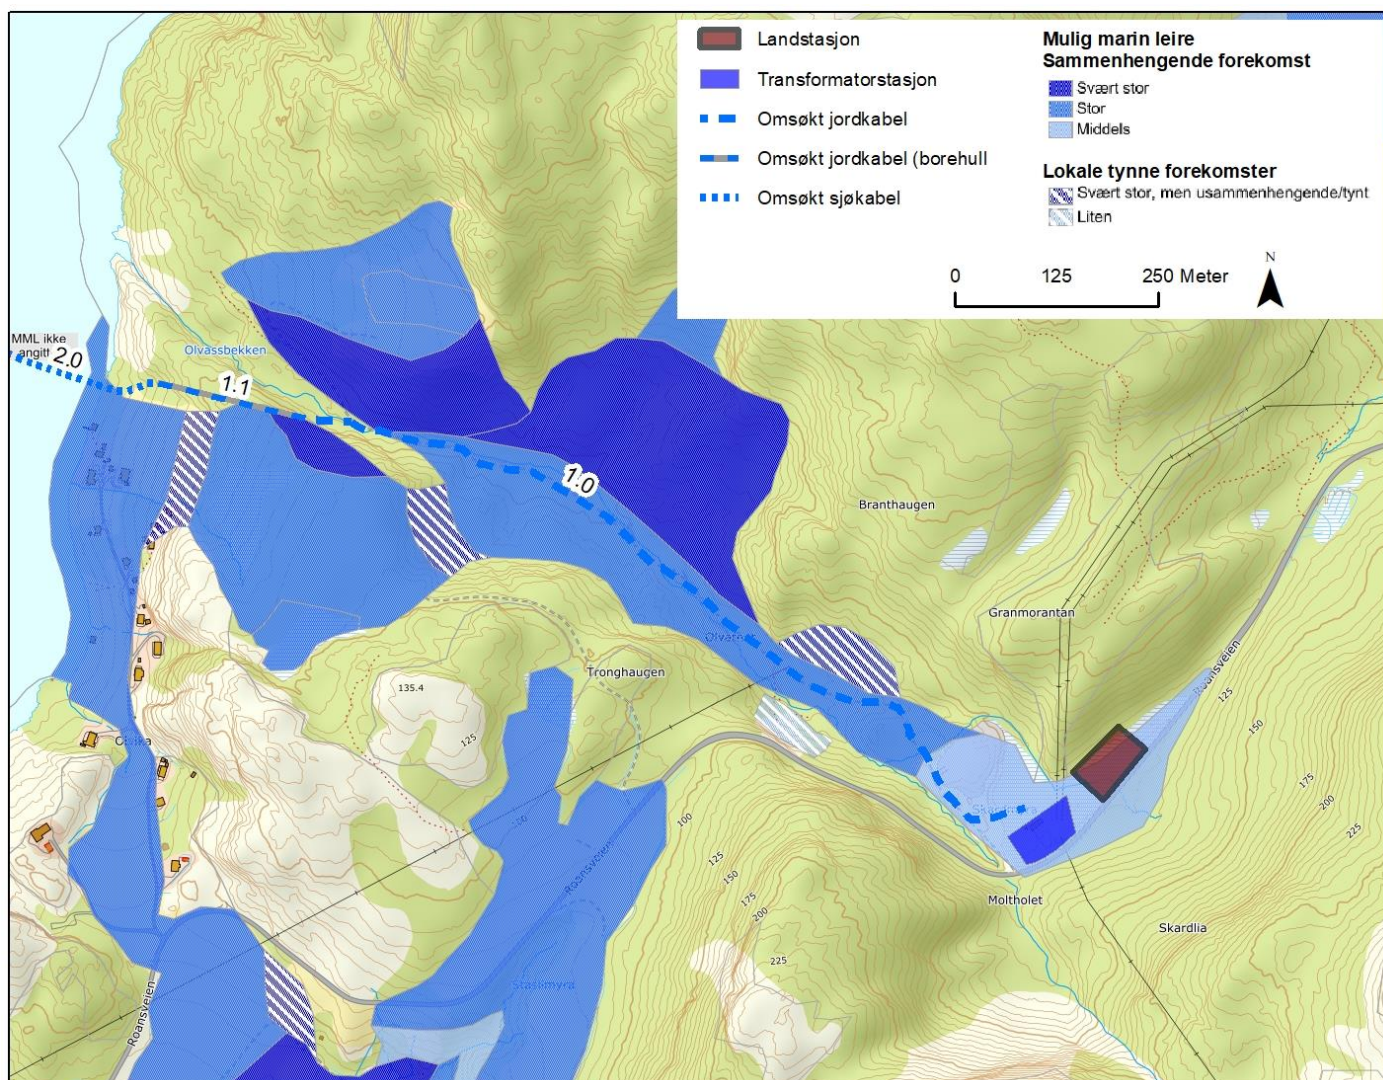 Landstasjon
Transformatorstasjon
Omsøkt jordkabel
Omsøkt jordkabel (borehull
Omsøkt sjøkabel
Mulig marin leire
Sammenhengende forekomst
Svært stor
Stor
Middels
Lokale tynne forekomster
Svært stor, men usammenhengende/tynt
Liten
N
0 125 250 Meter
MML ikke
angitt
2.0
Olvassbekken
1.1
1.0
Branthaugen
Granmorantan
Tronghaugen
135.4
125
Roansveien
125
150
175
200
225
100
125
150
175
200
225
Moltholet
Skardlia
Roansveien
Roansveien